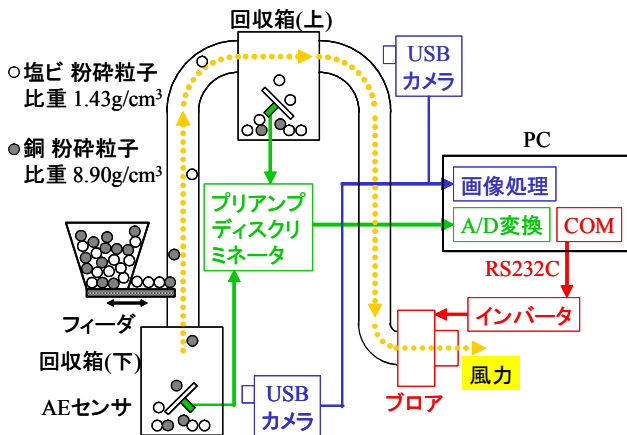 回収箱(上)
塩ビ 粉砕粒子
比重 1.43g/cm³
銅 粉砕粒子
比重 8.90g/cm³
USB
カメラ
PC
画像処理
A/D変換
COM
プリアンプ
ディスクリ
ミネータ
RS232C
フィーダ
インバータ
回収箱(下)
風力
ブロア
AEセンサ
USB
カメラ